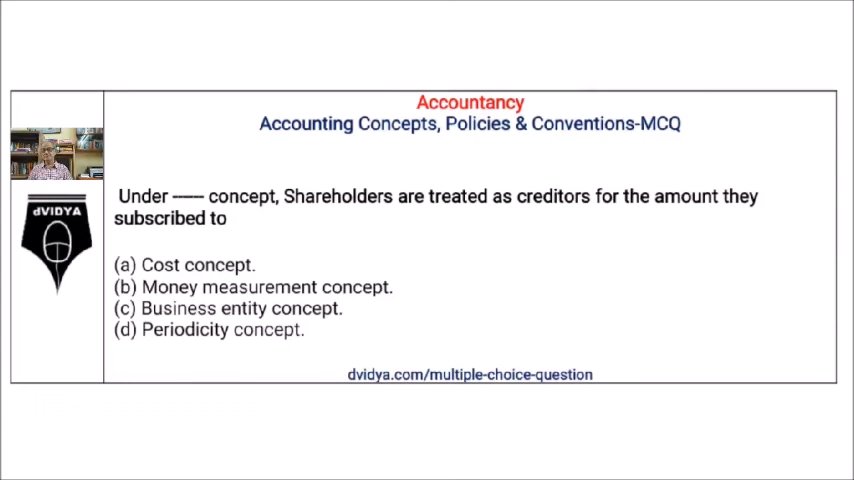 Accountancy
Accounting Concepts, Policies & Conventions-MCQ
Under ------ concept, Shareholders are treated as creditors for the amount they
subscribed to
dVIDYA
(a) Cost concept.
(b) Money measurement concept.
(c) Business entity concept.
(d) Periodicity concept.
dvidya.com/multiple-choice-question